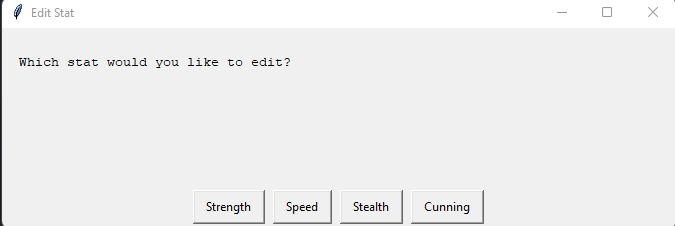 Edit Stat
Which stat would you like to edit?
Strength Speed Stealth Cunning